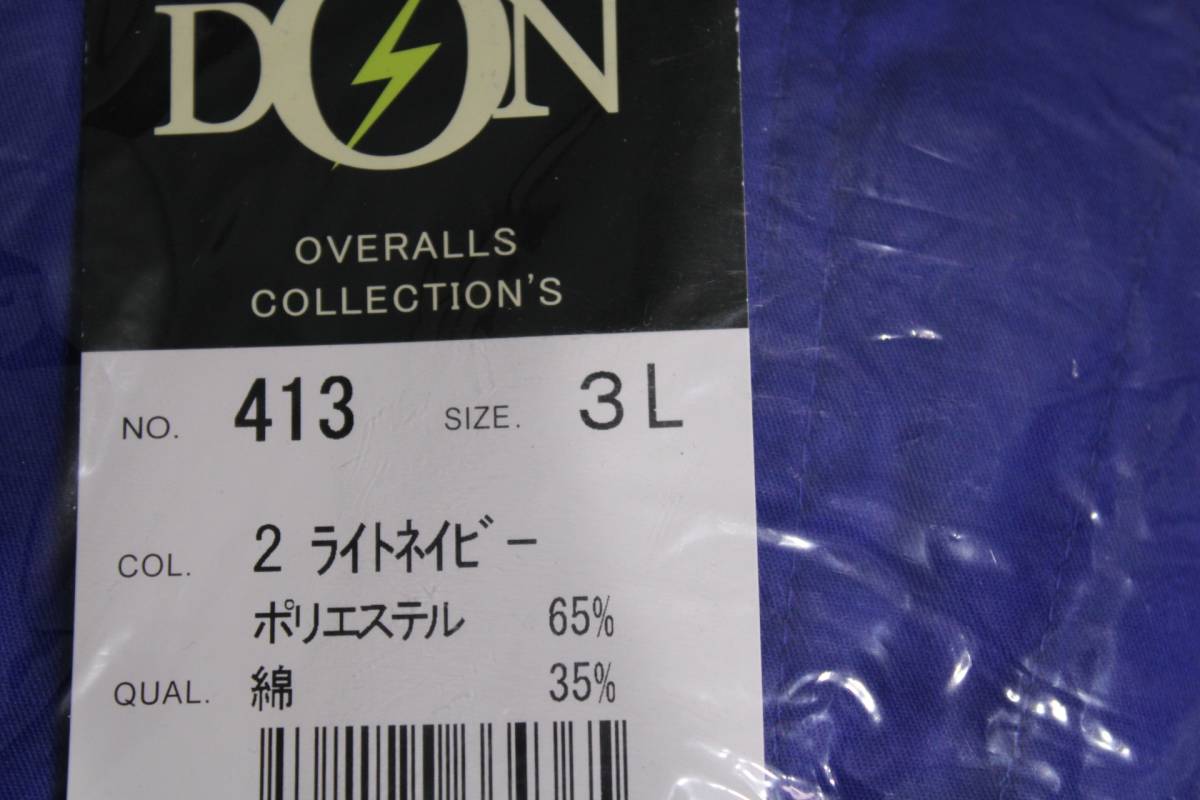 DON
OVERALLS
COLLECTION'S
NO. 413 SIZE. 3L
COL. 2 ライトネイビー
ポリエステル 65%
QUAL. 綿 35%